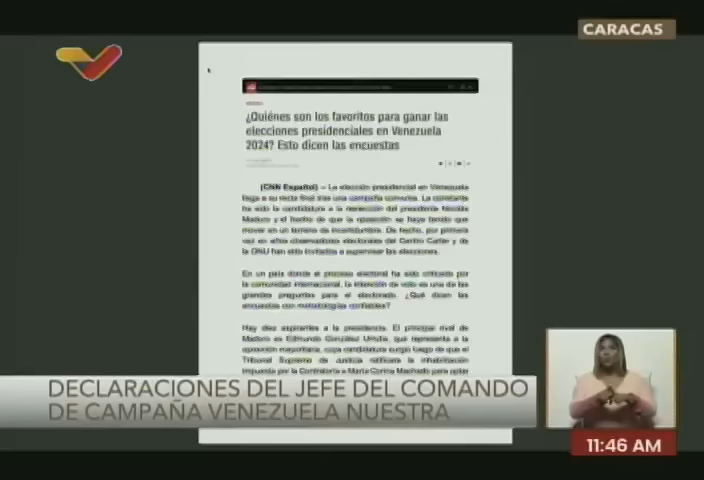 CARACAS
¿Quiénes son los favoritos para ganar las
elecciones presidenciales en Venezuela
2024? Esto dicen las encuestas
(CNN Español) – La elección presidencial en Venezuela
llega a su recta final tras una campaña convulsa. La constante
ha sido la candidatura a la reelección del presidente Nicolás
Maduro y el hecho de que la oposición se haya tenido que
mover en un terreno de incertidumbre. De hecho, por primera
vez en años observadores electorales del Centro Carter y de
la ONU han sido invitados a supervisar las elecciones.
En un país donde el proceso electoral ha sido criticado por
la comunidad internacional, la intención de voto es una de las
grandes preguntas para el electorado. ¿Qué dicen las
encuestas con metodologías confiables?
Hay diez aspirantes a la presidencia. El principal rival de
Maduro es Edmundo González Urrutia, que representa a la
oposición mayoritaria, cuya candidatura surgió luego de que el
Tribunal Supremo de Justicia ratificara la inhabilitación
impuesta por la Contraloría a María Corina Machado para optar
DECLARACIONES DEL JEFE DEL COMANDO
DE CAMPAÑA VENEZUELA NUESTRA
11:46 AM